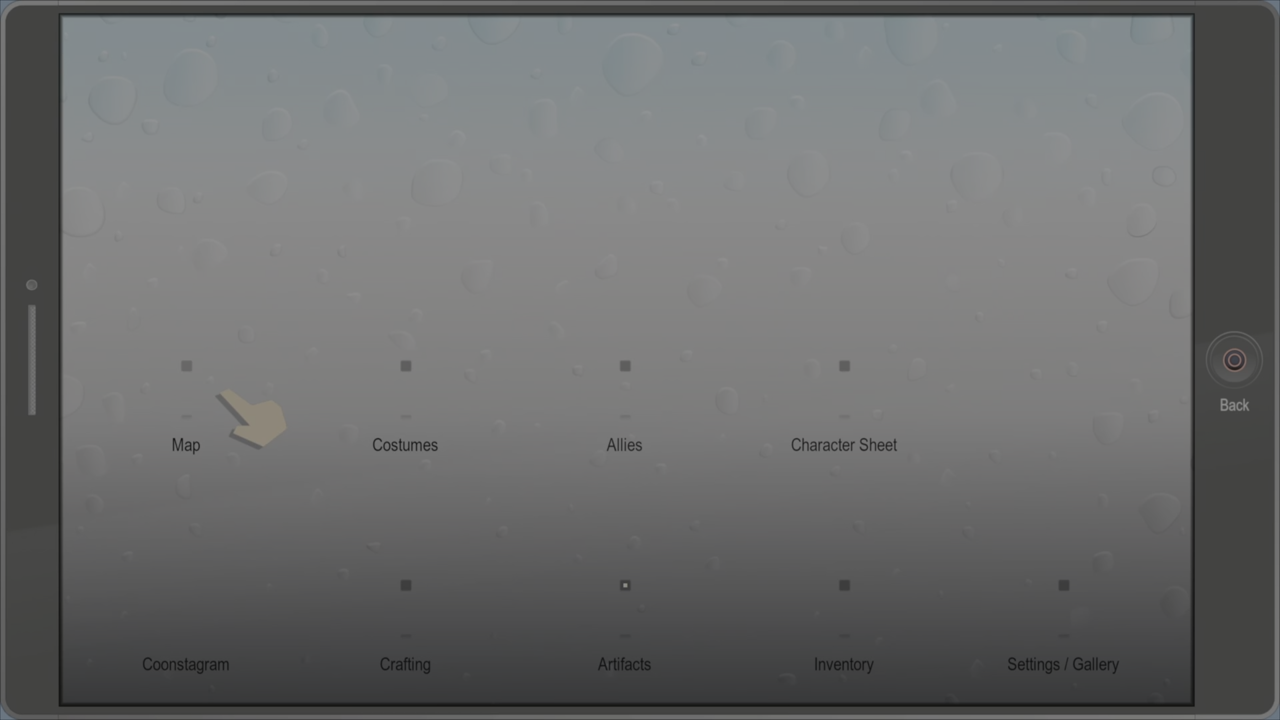 Map
Costumes
Allies
Character Sheet
Back
Coonstagram
Crafting
Artifacts
Inventory
Settings / Gallery